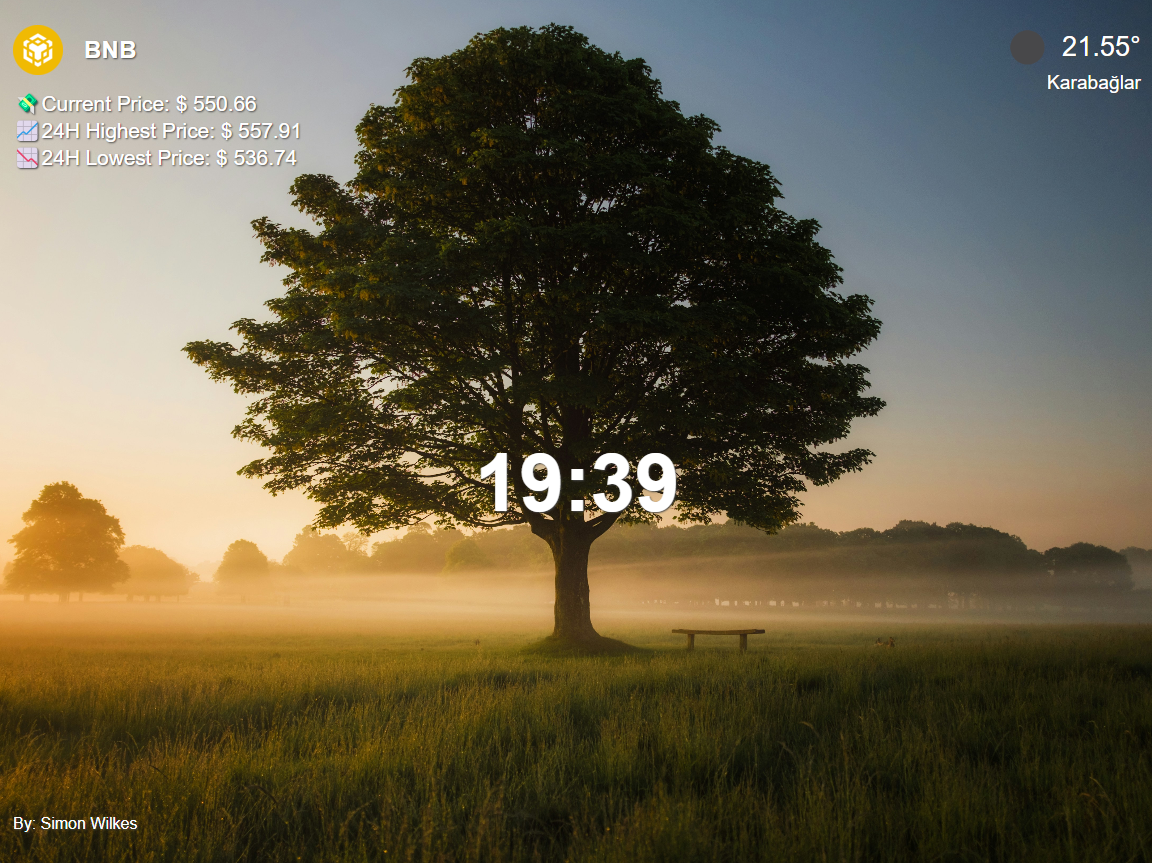 BNB
💸Current Price: $ 550.66
📈24H Highest Price: $ 557.91
📉24H Lowest Price: $ 536.74
21.55°
Karabağlar
19:39
By: Simon Wilkes